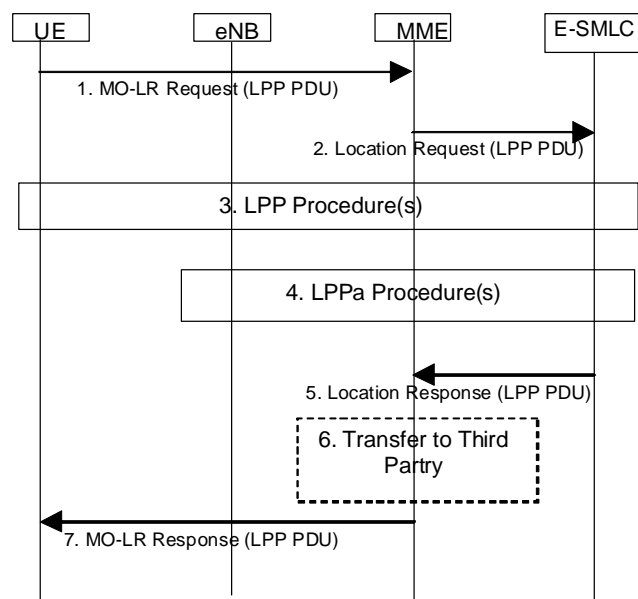 UE
eNB
MME
E-SMLC
1. MO-LR Request (LPP PDU)
2. Location Request (LPP PDU)
3. LPP Procedure(s)
4. LPPa Procedure(s)
5. Location Response (LPP PDU)
6. Transfer to Third
Partry
7. MO-LR Response (LPP PDU)